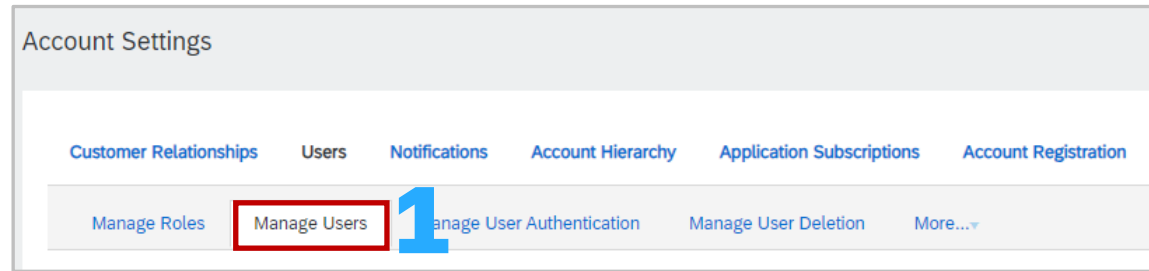 Account Settings
Customer Relationships Users Notifications Account Hierarchy Application Subscriptions Account Registration
Manage Roles Manage Users 1 anage User Authentication Manage User Deletion More...